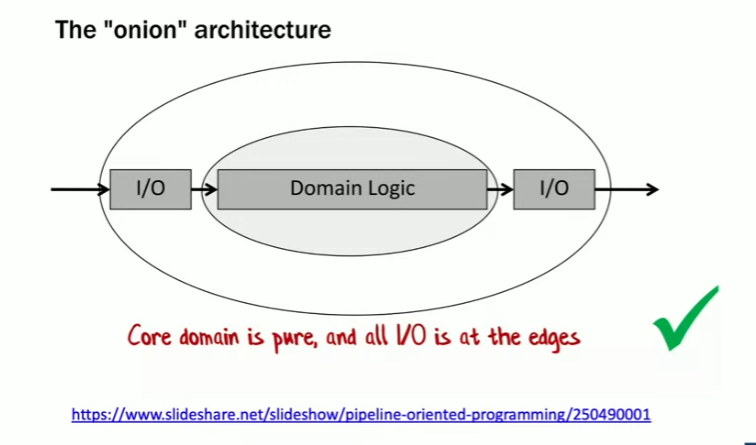 The "onion" architecture
I/O
Domain Logic
I/O
Core domain is pure, and all I/O is at the edges
https://www.slideshare.net/slideshow/pipeline-oriented-programming/250490001